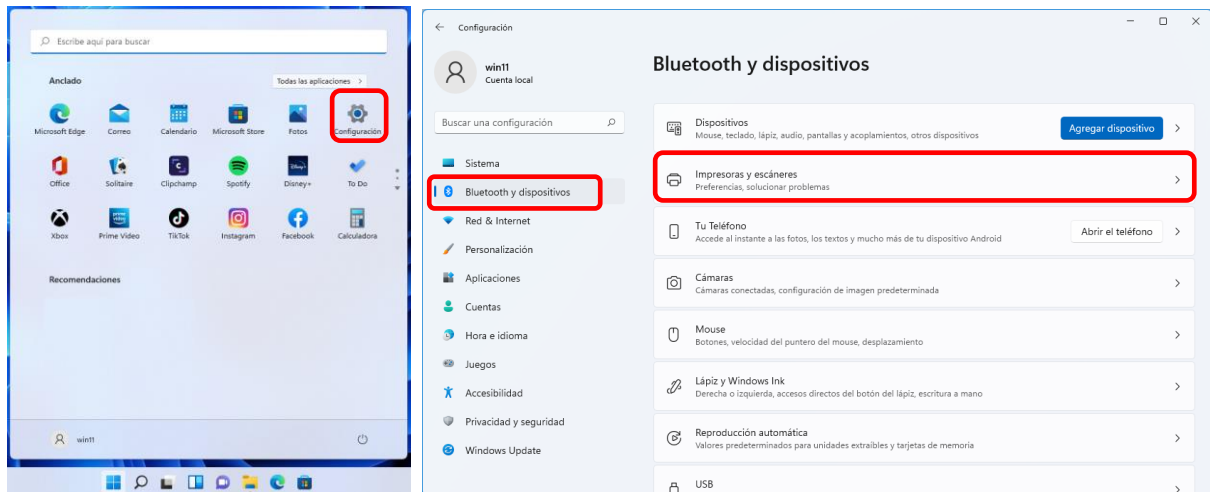 Escribe aquí para buscar
Anclado
Todas las aplicaciones >
Microsoft Edge
Correo
Calendario
Microsoft Store
Fotos
Configuración
Office
Solitaire
Clipchamp
Spotify
Disney+
To Do
Xbox
Prime Video
TikTok
Instagram
Facebook
Calculadora
Recomendaciones
win11
Configuración
win11
Cuenta local
Buscar una configuración
Sistema
Bluetooth y dispositivos
Red & Internet
Personalización
Aplicaciones
Cuentas
Hora e idioma
Juegos
Accesibilidad
Privacidad y seguridad
Windows Update
Bluetooth y dispositivos
Dispositivos
Mouse, teclado, lápiz, audio, pantallas y acoplamientos, otros dispositivos
Agregar dispositivo
Impresoras y escáneres
Preferencias, solucionar problemas
Tu Teléfono
Accede al instante a las fotos, los textos y mucho más de tu dispositivo Android
Abrir el teléfono
Cámaras
Cámaras conectadas, configuración de imagen predeterminada
Mouse
Botones, velocidad del puntero del mouse, desplazamiento
Lápiz y Windows Ink
Derecha o izquierda, accesos directos del botón del lápiz, escritura a mano
Reproducción automática
Valores predeterminados para unidades extraíbles y tarjetas de memoria
USB